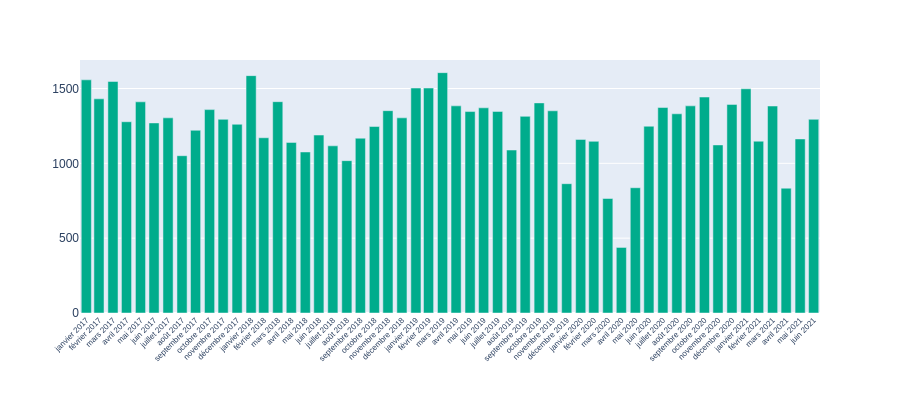 1500
1000
500
0
janvier 2017
février 2017
mars 2017
avril 2017
mai 2017
juin 2017
juillet 2017
août 2017
septembre 2017
octobre 2017
novembre 2017
décembre 2017
janvier 2018
février 2018
mars 2018
avril 2018
mai 2018
juin 2018
juillet 2018
août 2018
septembre 2018
octobre 2018
novembre 2018
décembre 2018
janvier 2019
février 2019
mars 2019
avril 2019
mai 2019
juin 2019
juillet 2019
août 2019
septembre 2019
octobre 2019
novembre 2019
décembre 2019
janvier 2020
février 2020
mars 2020
avril 2020
mai 2020
juin 2020
juillet 2020
août 2020
septembre 2020
octobre 2020
novembre 2020
décembre 2020
janvier 2021
février 2021
mars 2021
avril 2021
mai 2021
juin 2021